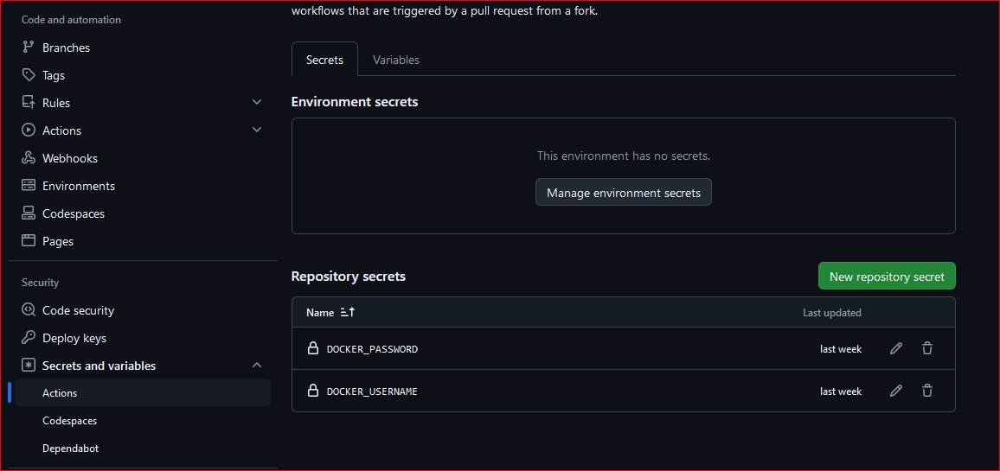 Code and automation
Branches
Tags
Rules
Actions
Webhooks
Environments
Codespaces
Pages
Security
Code security
Deploy keys
Secrets and variables
Actions
Codespaces
Dependabot
workflows that are triggered by a pull request from a fork.
Secrets Variables
Environment secrets
This environment has no secrets.
Manage environment secrets
Repository secrets New repository secret
Name Last updated
DOCKER_PASSWORD last week
DOCKER_USERNAME last week